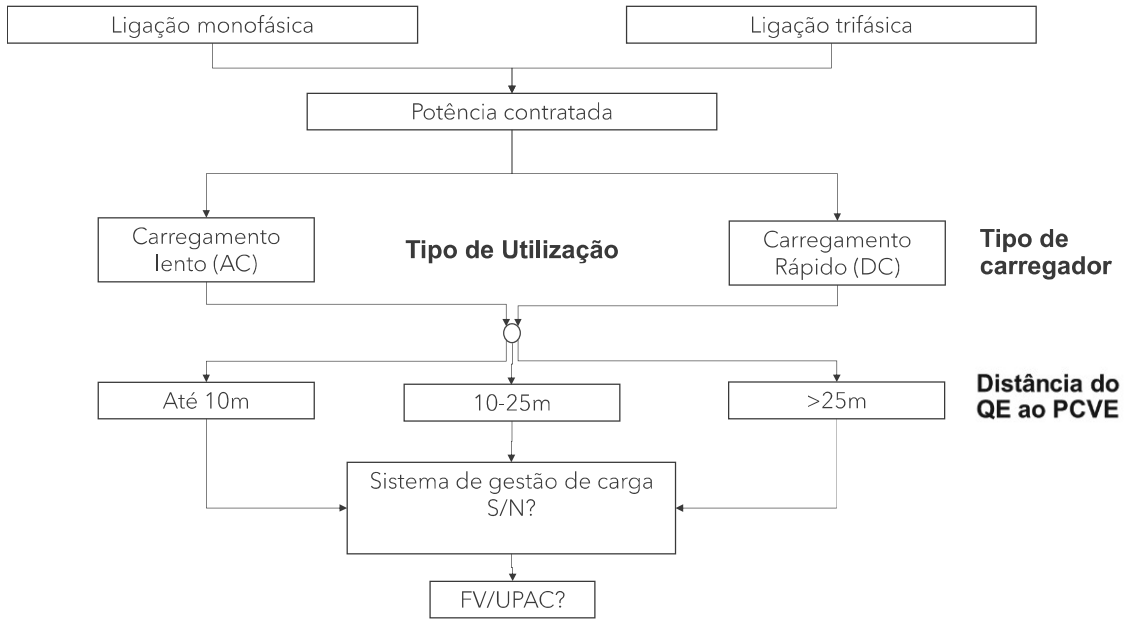 Ligação monofásica
Ligação trifásica
Potência contratada
Carregamento
lento (AC)
Tipo de Utilização
Carregamento
Rápido (DC)
Tipo de
carregador
Até 10m
10-25m
>25m
Distância do
QE ao PCVE
Sistema de gestão de carga
S/N?
FV/UPAC?